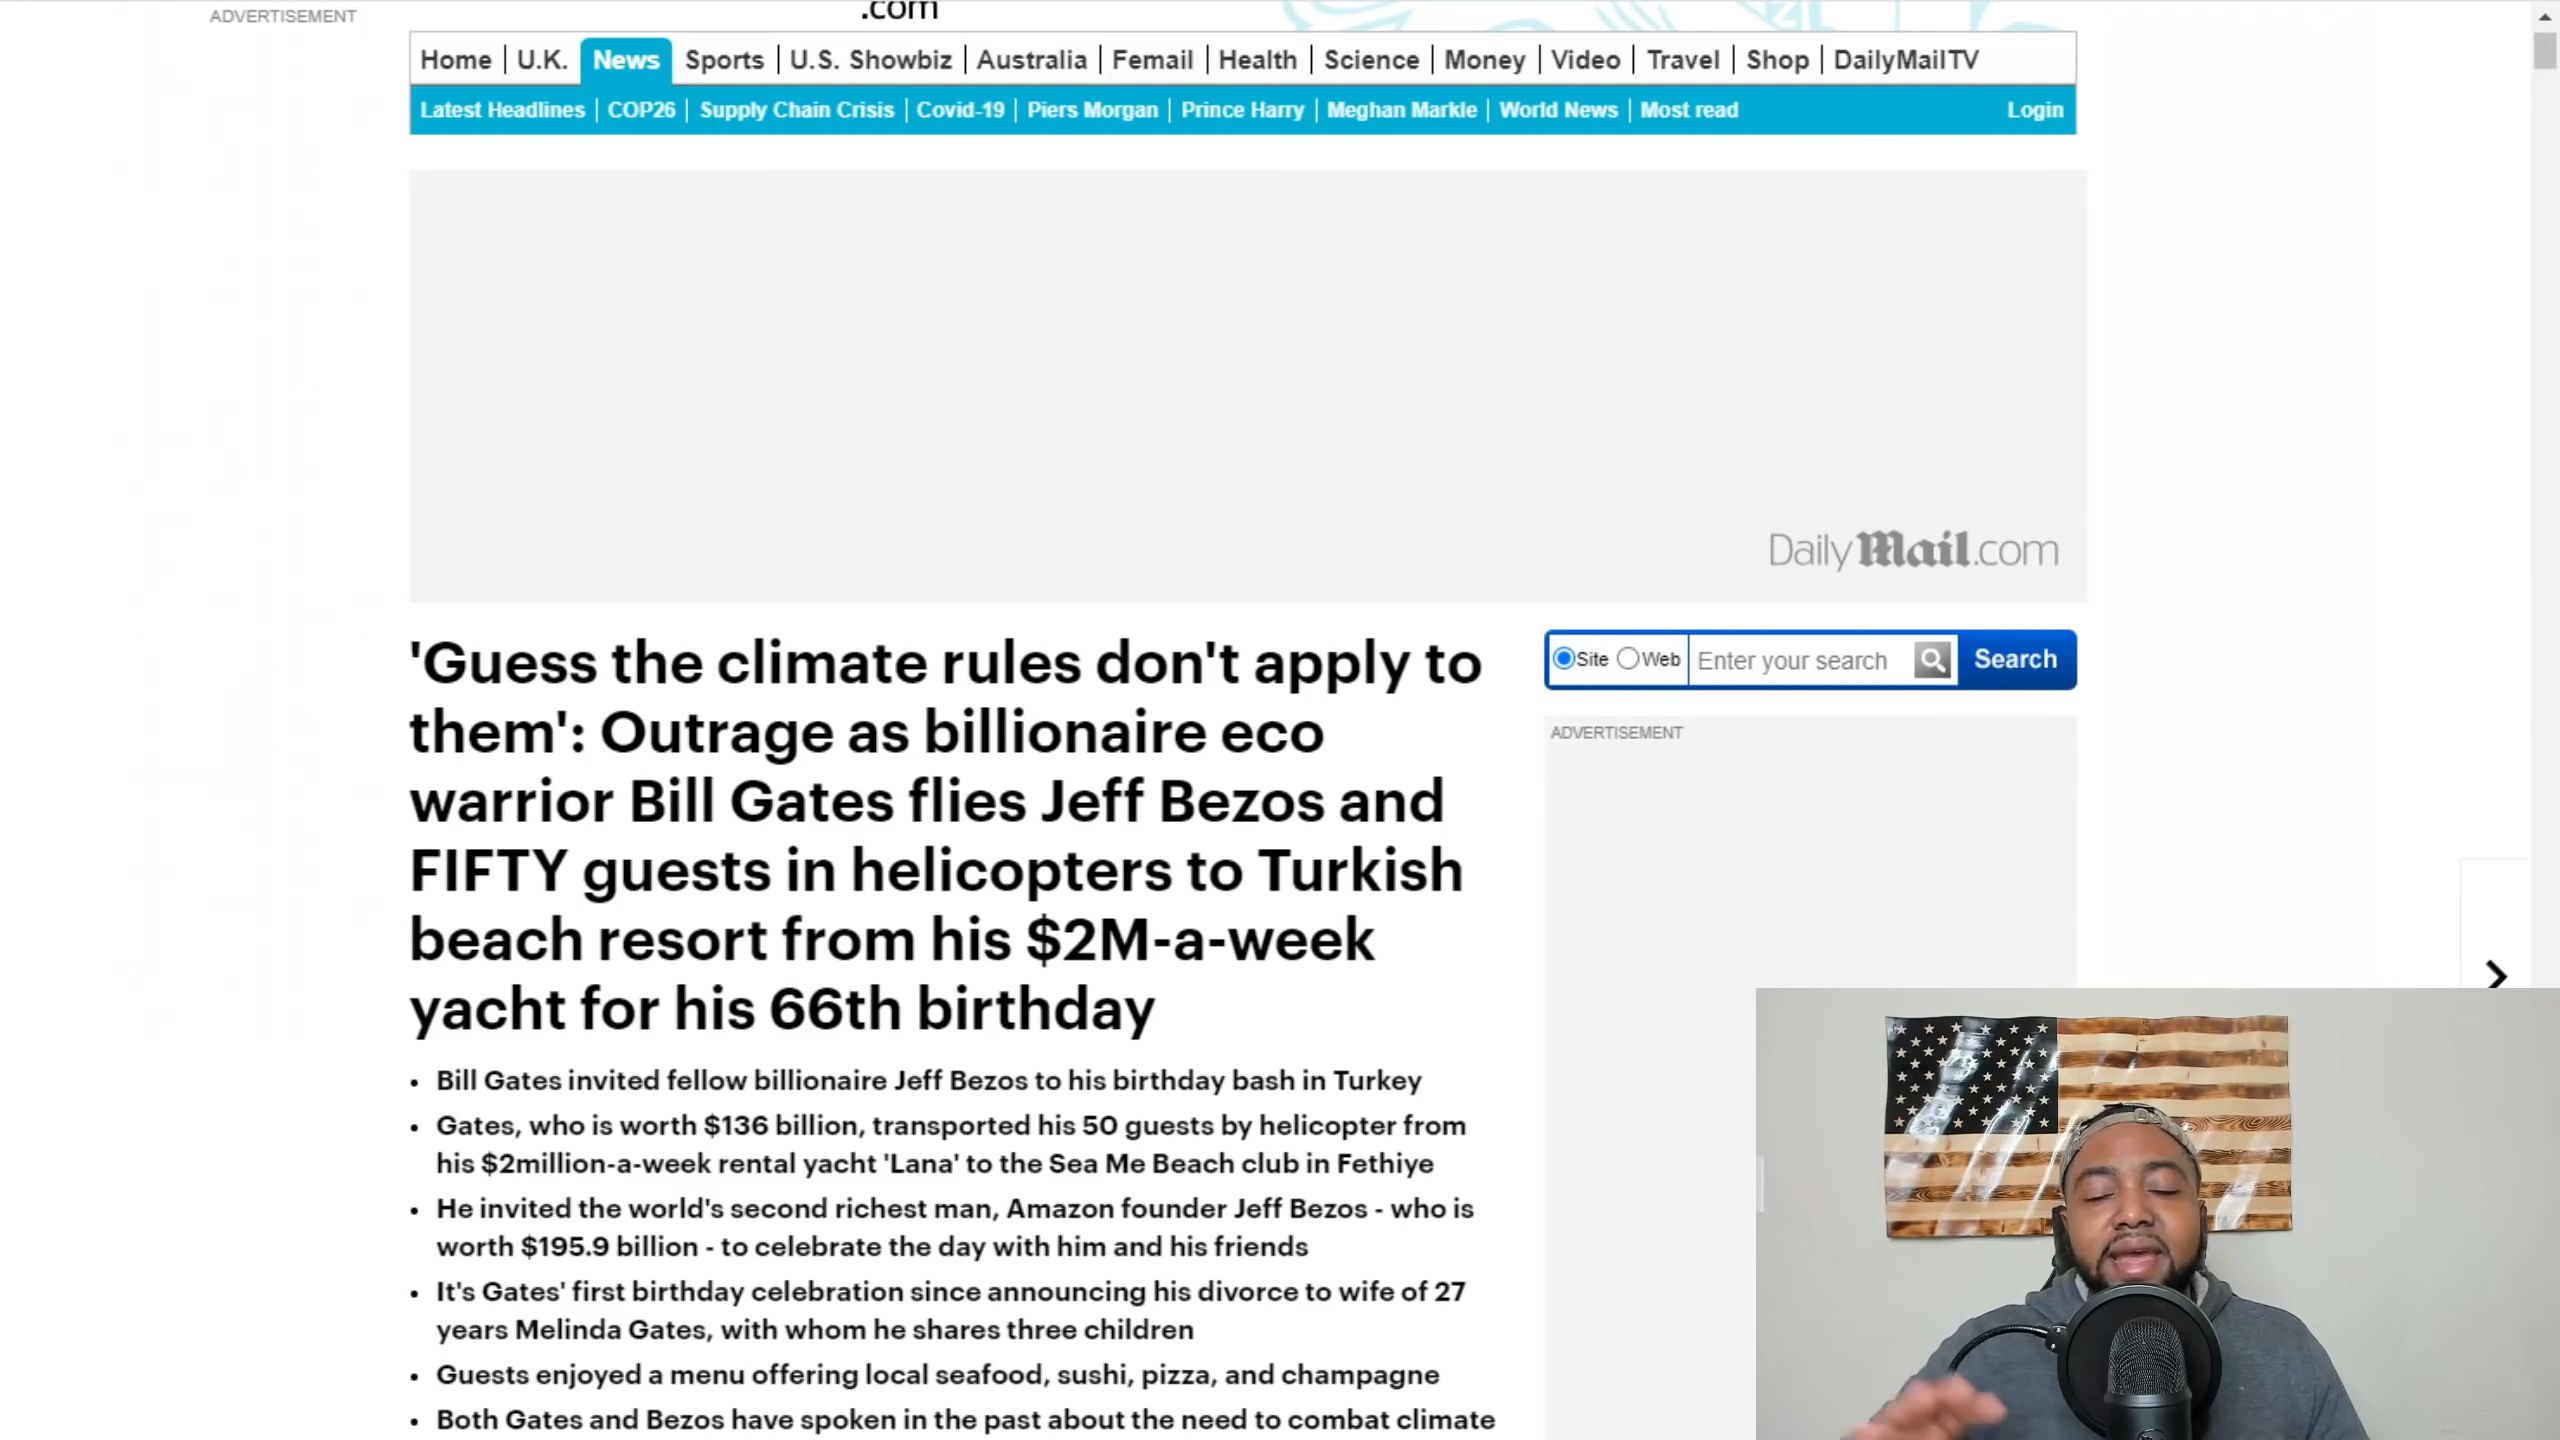 ADVERTISEMENT
.com
Home | U.K. News Sports | U.S. Showbiz | Australia | Femail | Health | Science | Money | Video | Travel | Shop | DailyMailTV
Latest Headlines | COP26 | Supply Chain Crisis | Covid-19 | Piers Morgan | Prince Harry | Meghan Markle | World News | Most read Login
Daily Mail.com
'Guess the climate rules don't apply to
them': Outrage as billionaire eco
warrior Bill Gates flies Jeff Bezos and
FIFTY guests in helicopters to Turkish
beach resort from his $2M-a-week
yacht for his 66th birthday
Site Web Enter your search Search
ADVERTISEMENT
• Bill Gates invited fellow billionaire Jeff Bezos to his birthday bash in Turkey
• Gates, who is worth $136 billion, transported his 50 guests by helicopter from
his $2million-a-week rental yacht 'Lana' to the Sea Me Beach club in Fethiye
• He invited the world's second richest man, Amazon founder Jeff Bezos - who is
worth $195.9 billion - to celebrate the day with him and his friends
• It's Gates' first birthday celebration since announcing his divorce to wife of 27
years Melinda Gates, with whom he shares three children
• Guests enjoyed a menu offering local seafood, sushi, pizza, and champagne
• Both Gates and Bezos have spoken in the past about the need to combat climate